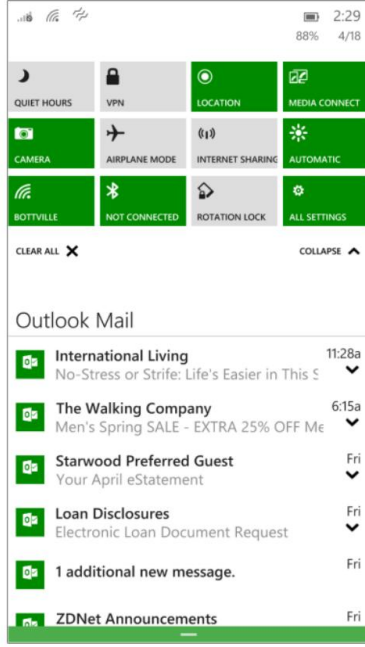 2:29
88% 4/18
QUIET HOURS VPN LOCATION MEDIA CONNECT
CAMERA AIRPLANE MODE INTERNET SHARING AUTOMATIC
BOTTVILLE NOT CONNECTED ROTATION LOCK ALL SETTINGS
CLEAR ALL COLLAPSE
Outlook Mail
International Living 11:28a
No-Stress or Strife: Life's Easier in This S
The Walking Company 6:15a
Men's Spring SALE - EXTRA 25% OFF Me
Starwood Preferred Guest Fri
Your April eStatement
Loan Disclosures Fri
Electronic Loan Document Request
1 additional new message. Fri
ZDNet Announcements Fri